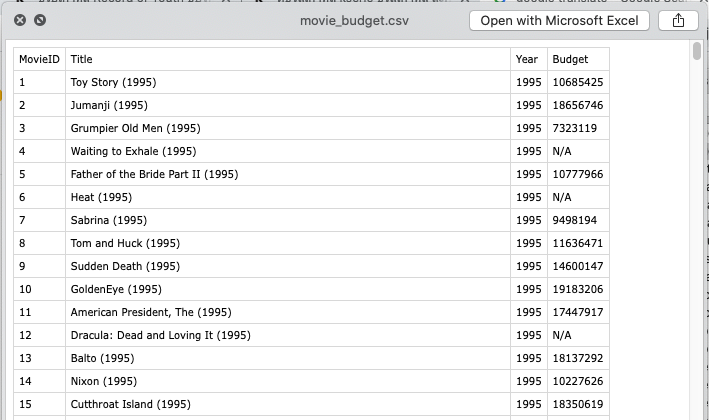 movie_budget.csv
Open with Microsoft Excel
MovieID Title Year Budget
1 Toy Story (1995) 1995 10685425
2 Jumanji (1995) 1995 18656746
3 Grumpier Old Men (1995) 1995 7323119
4 Waiting to Exhale (1995) 1995 N/A
5 Father of the Bride Part II (1995) 1995 10777966
6 Heat (1995) 1995 N/A
7 Sabrina (1995) 1995 9498194
8 Tom and Huck (1995) 1995 11636471
9 Sudden Death (1995) 1995 14600147
10 GoldenEye (1995) 1995 19183206
11 American President, The (1995) 1995 17447917
12 Dracula: Dead and Loving It (1995) 1995 N/A
13 Balto (1995) 1995 18137292
14 Nixon (1995) 1995 10227626
15 Cutthroat Island (1995) 1995 18350619